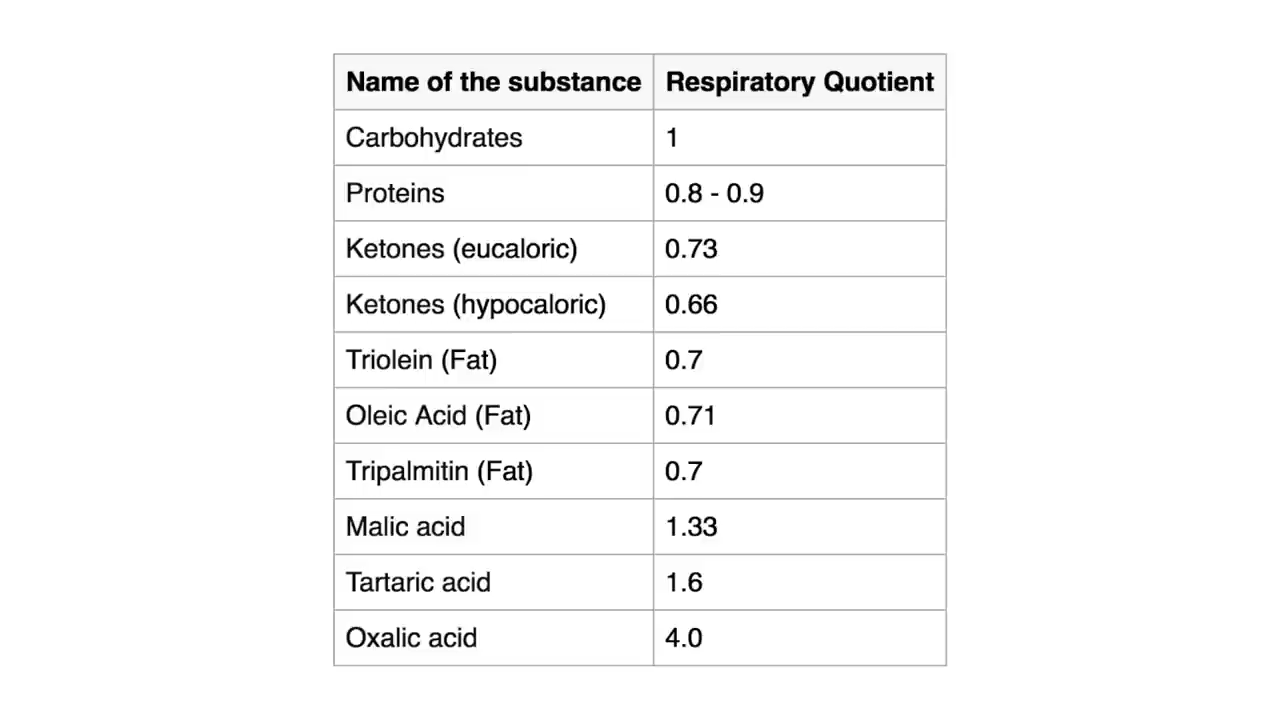 Name of the substance Respiratory Quotient
Carbohydrates 1
Proteins 0.8 - 0.9
Ketones (eucaloric) 0.73
Ketones (hypocaloric) 0.66
Triolein (Fat) 0.7
Oleic Acid (Fat) 0.71
Tripalmitin (Fat) 0.7
Malic acid 1.33
Tartaric acid 1.6
Oxalic acid 4.0